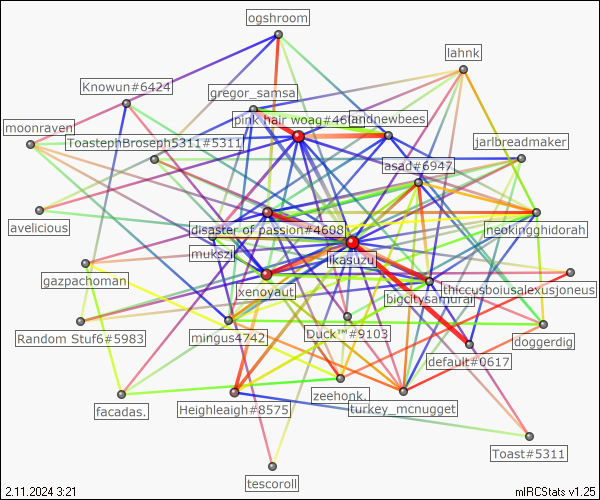 ogshroom
lahnk
Knowun#6424
gregor_samsa
pink hair woag#46
landnewbees
moonraven
ToastephBroseph5311#5311
jarlbreadmaker
asad#6947
avelicious
disaster of passion#4608
neokingghidorah
mukszi
ikasuzu
gazpachoman
xenoyaut
thiccusboiusalexusjoneus
bigcitysamurai
Random Stuf6#5983
mingus4742
Duck™#9103
doggerdig
default#0617
facadas.
Heighleaigh#8575
zeehonk.
turkey_mcnugget
Toast#5311
tescoroll
2.11.2024 3:21
mIRCStats v1.25